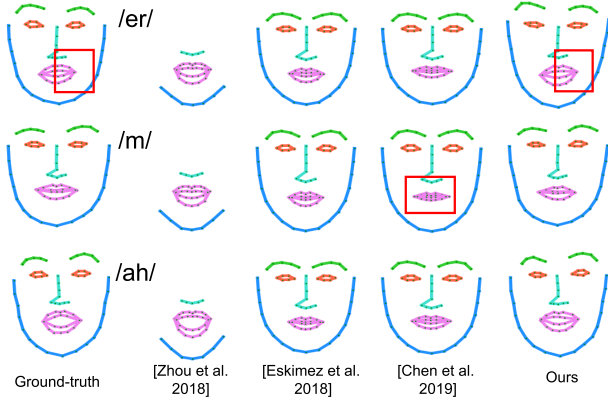 /er/
/m/
/ah/
Ground-truth
[Zhou et al.
2018]
[Eskimez et al.
2018]
[Chen et al.
2019]
Ours